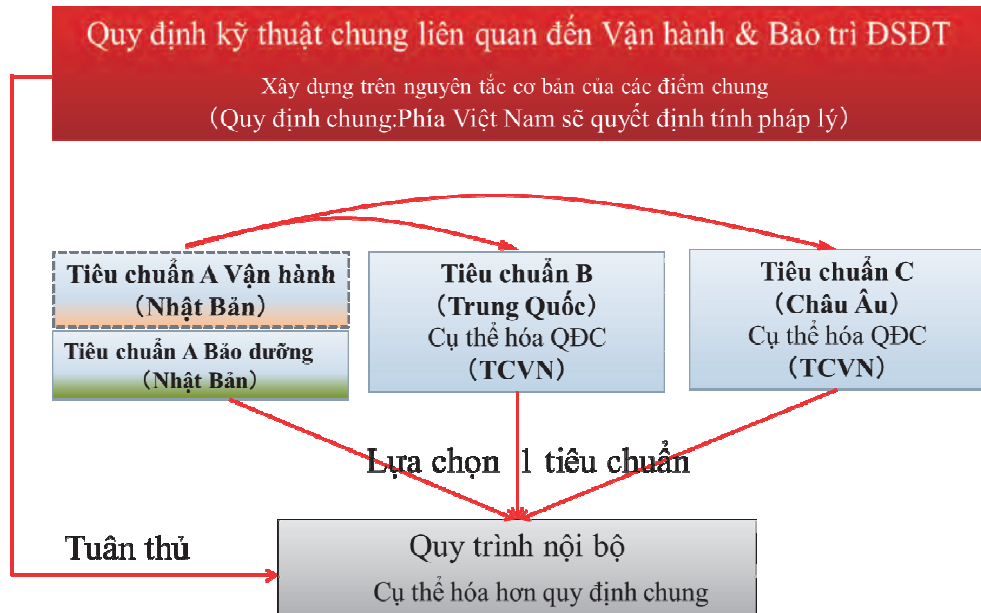 Quy định kỹ thuật chung liên quan đến Vận hành & Bảo trì ĐSĐT
Xây dựng trên nguyên tắc cơ bản của các điểm chung
(Quy định chung:Phía Việt Nam sẽ quyết định tính pháp lý)
Tiêu chuẩn A Vận hành
(Nhật Bản)
Tiêu chuẩn A Bảo dưỡng
(Nhật Bản)
Tiêu chuẩn B
(Trung Quốc)
Cụ thể hóa QĐC
(TCVN)
Tiêu chuẩn C
(Châu Âu)
Cụ thể hóa QĐC
(TCVN)
Lựa chọn 1 tiêu chuẩn
Tuân thủ
Quy trình nội bộ
Cụ thể hóa hơn quy định chung